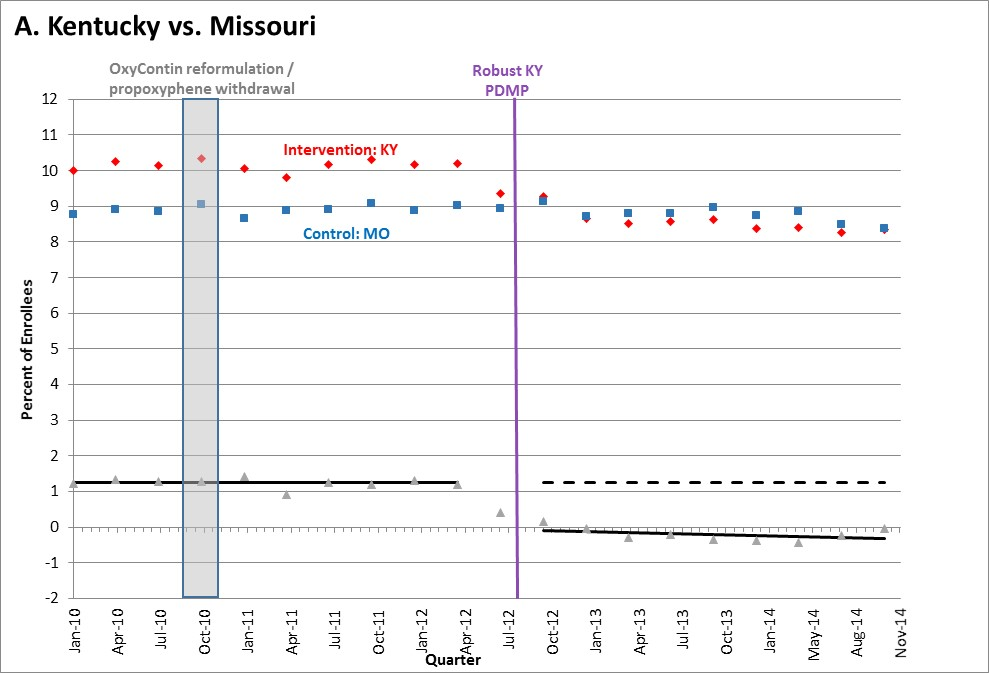 A. Kentucky vs. Missouri
OxyContin reformulation /
propoxyphene withdrawal
Robust KY
PDMP
Intervention: KY
Control: MO
Percent of Enrollees
12
11
10
9
8
7
6
5
4
3
2
1
0
-1
-2
Jan-10
Apr-10
Jul-10
Oct-10
Jan-11
Apr-11
Jul-11
Oct-11
Jan-12
Apr-12
Jul-12
Oct-12
Jan-13
Apr-13
Jul-13
Oct-13
Jan-14
May-14
Aug-14
Nov-14
Quarter